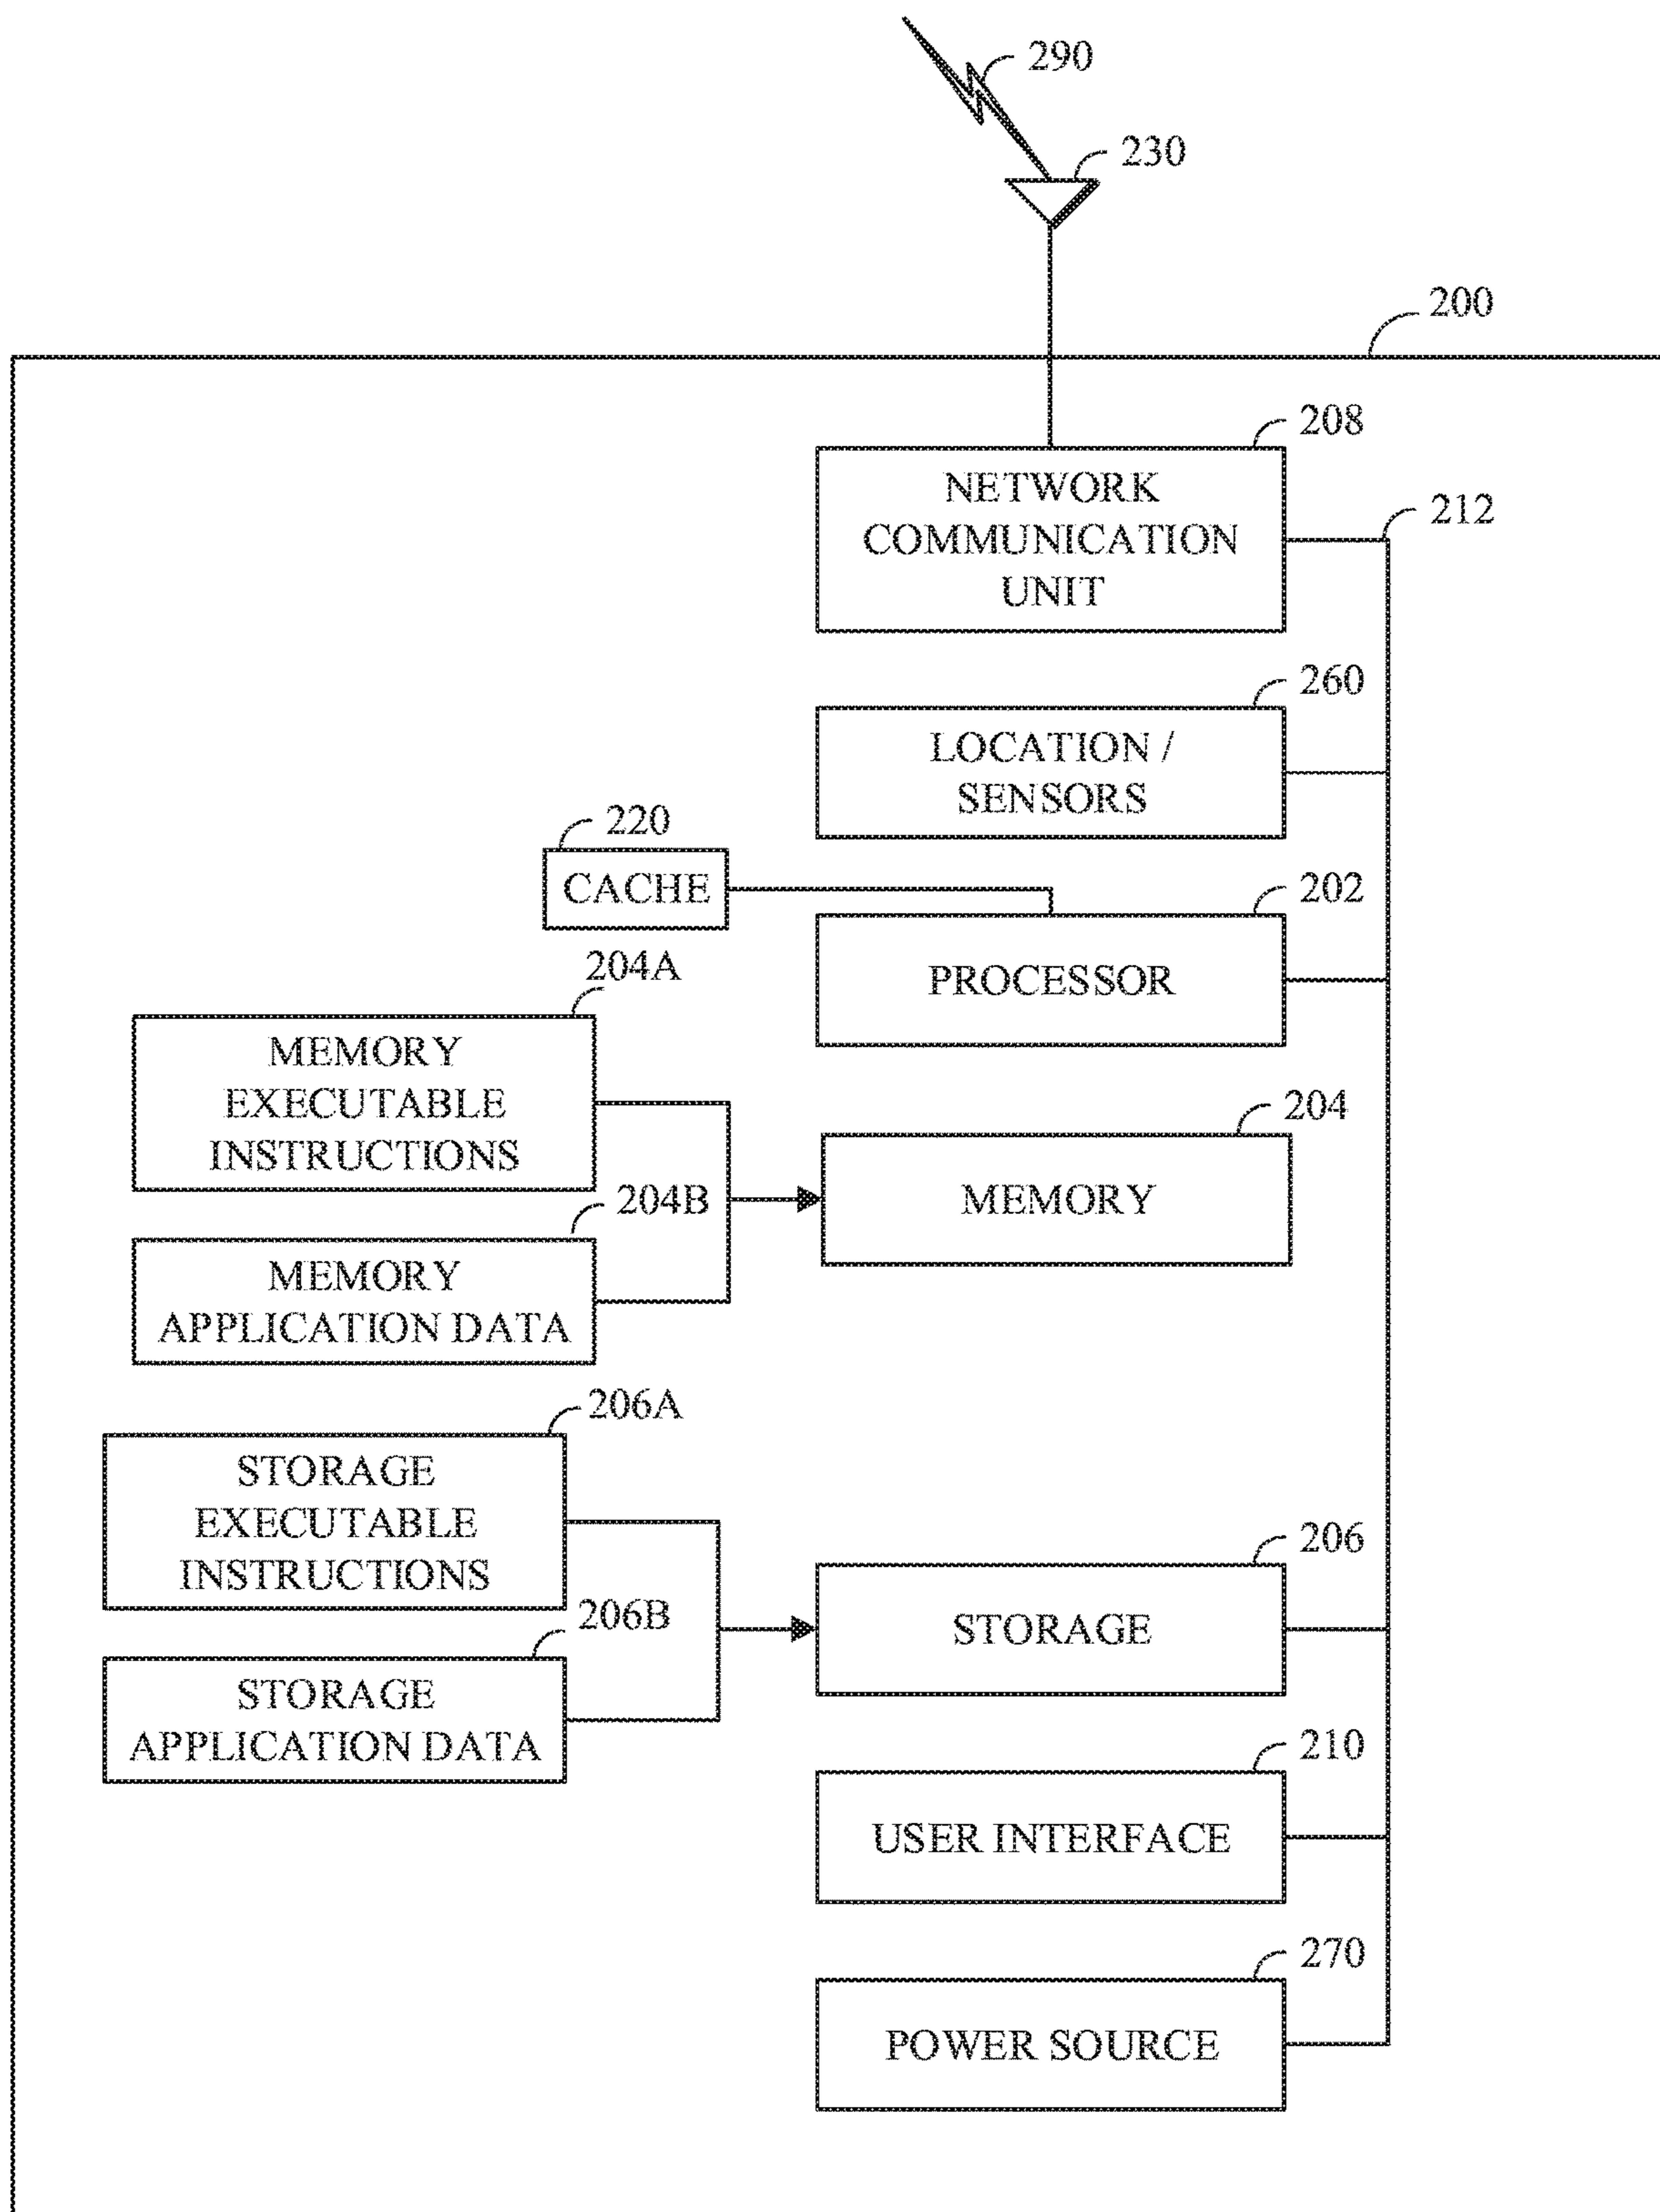 290
230
200
208
NETWORK
COMMUNICATION
UNIT
212
260
LOCATION /
SENSORS
220
CACHE
202
PROCESSOR
204A
MEMORY
EXECUTABLE
INSTRUCTIONS
204
MEMORY
204B
MEMORY
APPLICATION DATA
206A
STORAGE
EXECUTABLE
INSTRUCTIONS
206
STORAGE
206B
STORAGE
APPLICATION DATA
210
USER INTERFACE
270
POWER SOURCE